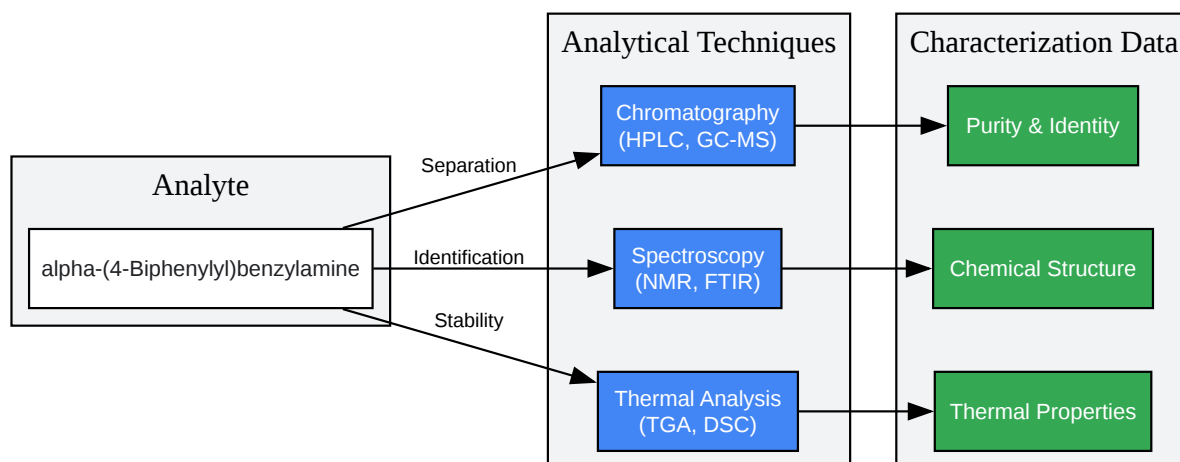 Analyte
alpha-(4-Biphenylyl)benzylamine
Separation
Identification
Stability
Analytical Techniques
Chromatography
(HPLC, GC-MS)
Spectroscopy
(NMR, FTIR)
Thermal Analysis
(TGA, DSC)
Characterization Data
Purity & Identity
Chemical Structure
Thermal Properties